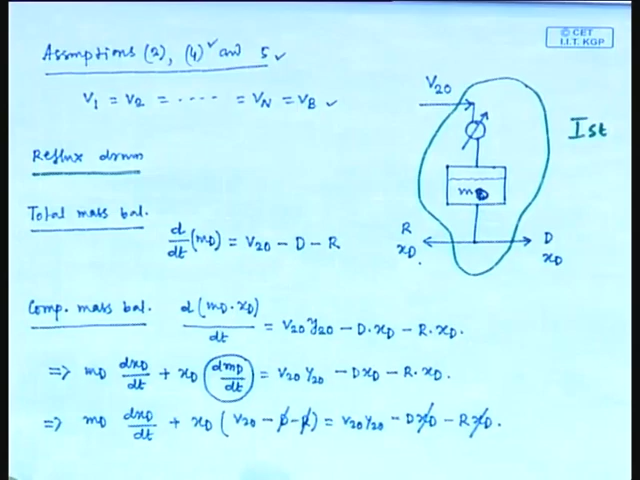 © CET
I.I.T. KGP
Assmptions (2), (4)✓ and 5 ✓
V1 = V2 = ..... = VN = VB ✓
V20
Ist
mD
R
xD
D
xD
Reflux drum
Total mass bal.
d/dt (mD) = V20 − D − R
Comp. mass bal. d(mD·xD)/dt = V20 y20 − D·xD − R·xD.
⇒ mD dxD/dt + xD (dmD/dt) = V20 y20 − DxD − R·xD.
⇒ mD dxD/dt + xD (V20 − D − R) = V20 y20 − DxD − RxD.